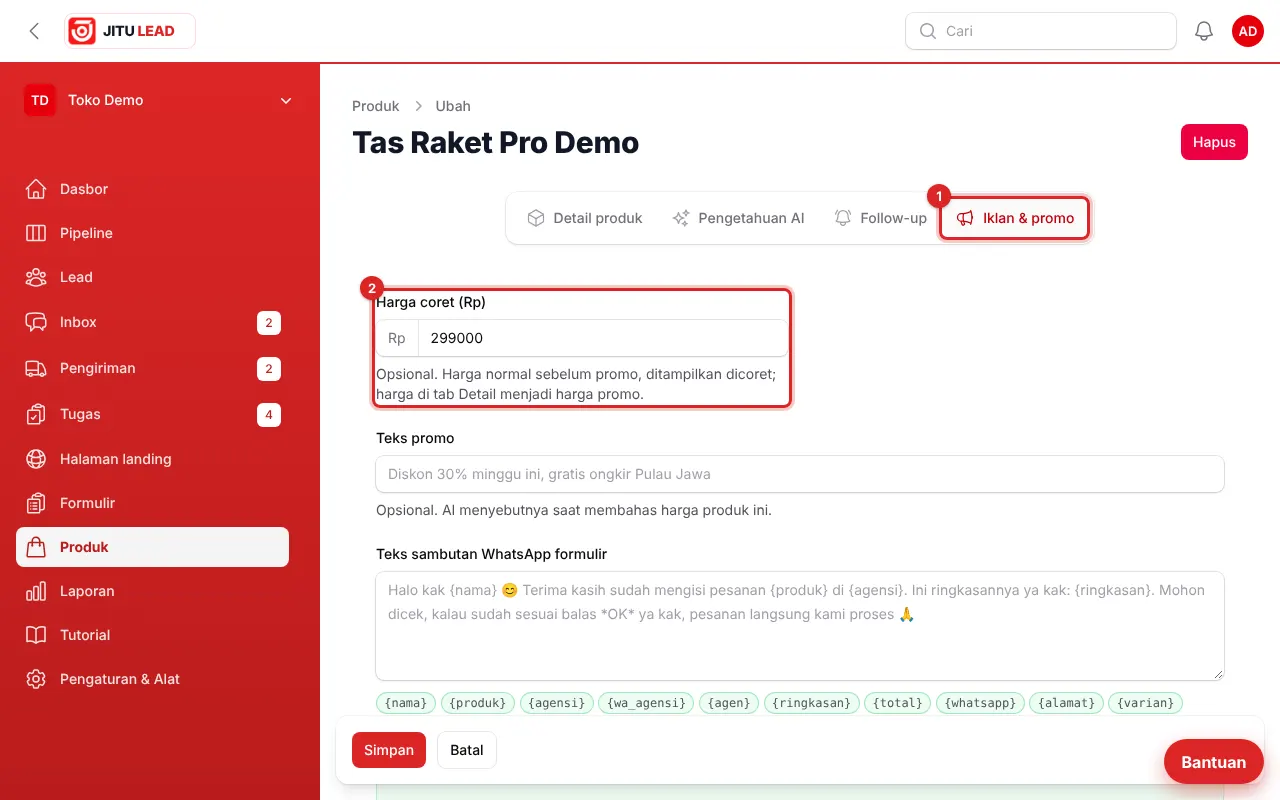 JITU LEAD
Cari
AD
TD
Toko Demo
Dasbor
Pipeline
Lead
Inbox
2
Pengiriman
2
Tugas
4
Halaman landing
Formulir
Produk
Laporan
Tutorial
Pengaturan & Alat
Produk
Ubah
Tas Raket Pro Demo
Hapus
Detail produk
Pengetahuan AI
Follow-up
1
Iklan & promo
2
Harga coret (Rp)
Rp
299000
Opsional. Harga normal sebelum promo, ditampilkan dicoret;
harga di tab Detail menjadi harga promo.
Teks promo
Diskon 30% minggu ini, gratis ongkir Pulau Jawa
Opsional. AI menyebutnya saat membahas harga produk ini.
Teks sambutan WhatsApp formulir
Halo kak {nama} 😊 Terima kasih sudah mengisi pesanan {produk} di {agensi}. Ini ringkasannya ya kak: {ringkasan}. Mohon
dicek, kalau sudah sesuai balas *OK* ya kak, pesanan langsung kami proses 🙏
{nama} {produk} {agensi} {wa_agensi} {agen} {ringkasan} {total} {whatsapp} {alamat} {varian}
Simpan
Batal
Bantuan